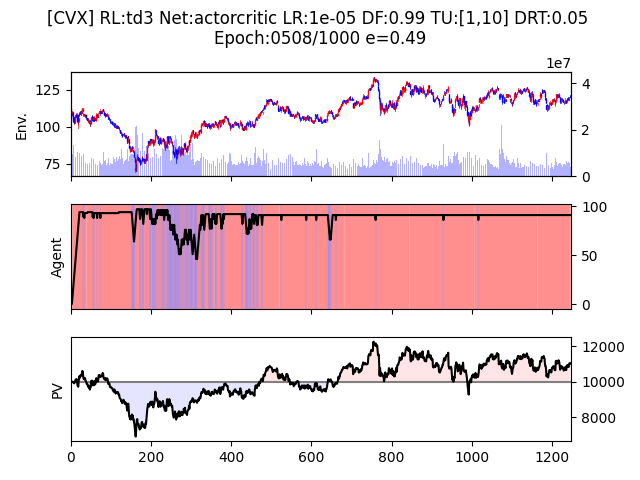 [CVX] RL:td3 Net:actorcritic LR:1e-05 DF:0.99 TU:[1,10] DRT:0.05
Epoch:0508/1000 e=0.49
1e7
125
100
75
Env.
4
2
0
Agent
100
50
0
PV
12000
10000
8000
0 200 400 600 800 1000 1200